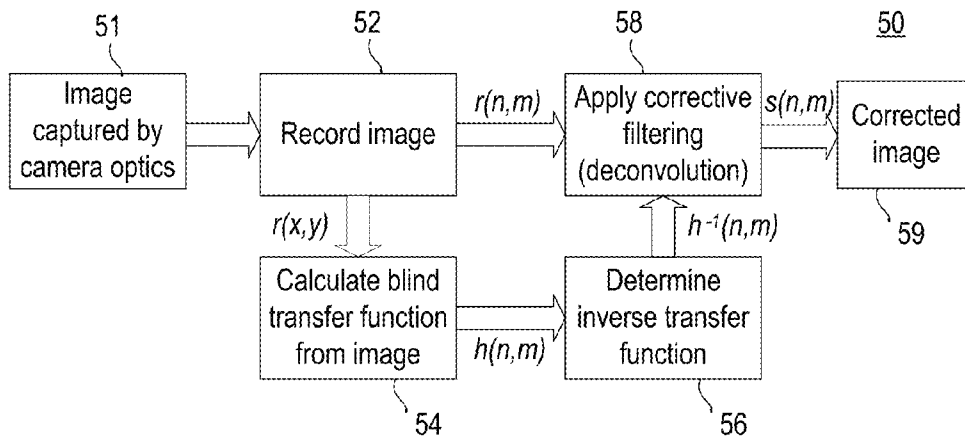 51
52
58
50
Image
captured by
camera optics
Record image
r(n,m)
Apply corrective
filtering
(deconvolution)
s(n,m)
Corrected
image
59
r(x,y)
h⁻¹(n,m)
Calculate blind
transfer function
from image
h(n,m)
Determine
inverse transfer
function
54
56